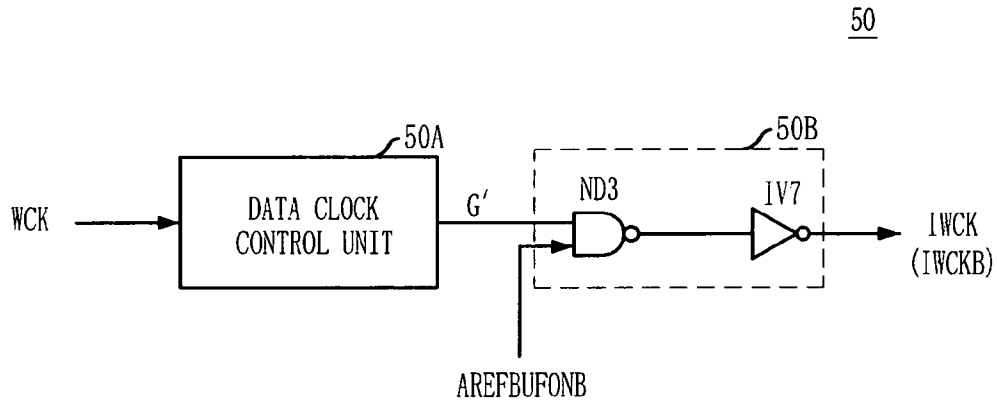 50
50A
50B
WCK
DATA CLOCK
CONTROL UNIT
G′
ND3
IV7
IWCK
(IWCKB)
AREFBUFONB